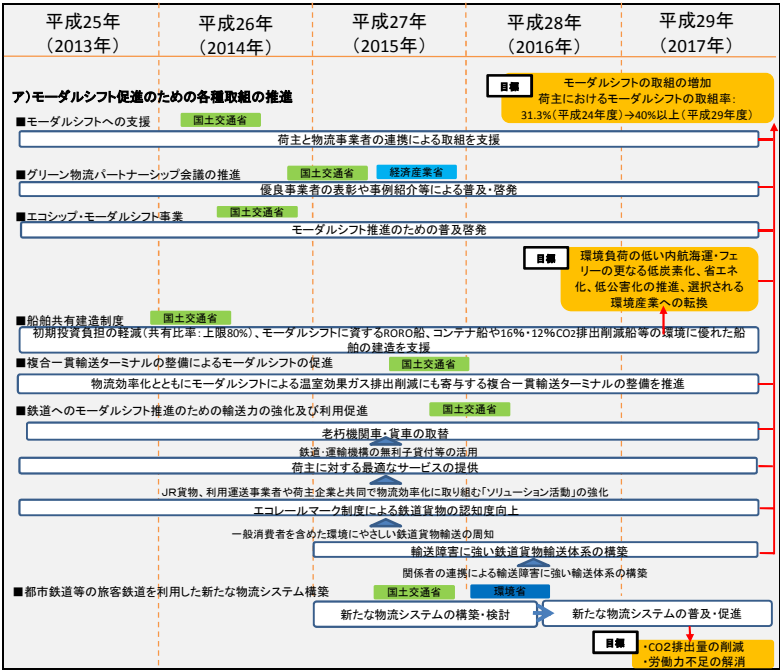 平成25年
（2013年）
平成26年
（2014年）
平成27年
（2015年）
平成28年
（2016年）
平成29年
（2017年）
目標
モーダルシフトの取組の増加
荷主におけるモーダルシフトの取組率：
31.3%（平成24年度）→40%以上（平成29年度）
ア）モーダルシフト促進のための各種取組の推進
■モーダルシフトへの支援
国土交通省
荷主と物流事業者の連携による取組を支援
■グリーン物流パートナーシップ会議の推進
国土交通省
経済産業省
優良事業者の表彰や事例紹介等による普及・啓発
■エコシップ・モーダルシフト事業
国土交通省
モーダルシフト推進のための普及啓発
目標
環境負荷の低い内航海運・フェ
リーの更なる低炭素化、省エネ
化、低公害化の推進、選択される
環境産業への転換
■船舶共有建造制度
国土交通省
初期投資負担の軽減（共有比率：上限80%）、モーダルシフトに資するRORO船、コンテナ船や16%・12%CO2排出削減船等の環境に優れた船
舶の建造を支援
■複合一貫輸送ターミナルの整備によるモーダルシフトの促進
国土交通省
物流効率化とともにモーダルシフトによる温室効果ガス排出削減にも寄与する複合一貫輸送ターミナルの整備を推進
■鉄道へのモーダルシフト推進のための輸送力の強化及び利用促進
国土交通省
老朽機関車・貨車の取替
鉄道・運輸機構の無利子貸付等の活用
荷主に対する最適なサービスの提供
JR貨物、利用運送事業者や荷主企業と共同で物流効率化に取り組む「ソリューション活動」の強化
エコレールマーク制度による鉄道貨物の認知度向上
一般消費者を含めた環境にやさしい鉄道貨物輸送の周知
輸送障害に強い鉄道貨物輸送体系の構築
関係者の連携による輸送障害に強い輸送体系の構築
■都市鉄道等の旅客鉄道を利用した新たな物流システム構築
国土交通省
環境省
新たな物流システムの構築・検討
新たな物流システムの普及・促進
目標
・CO2排出量の削減
・労働力不足の解消